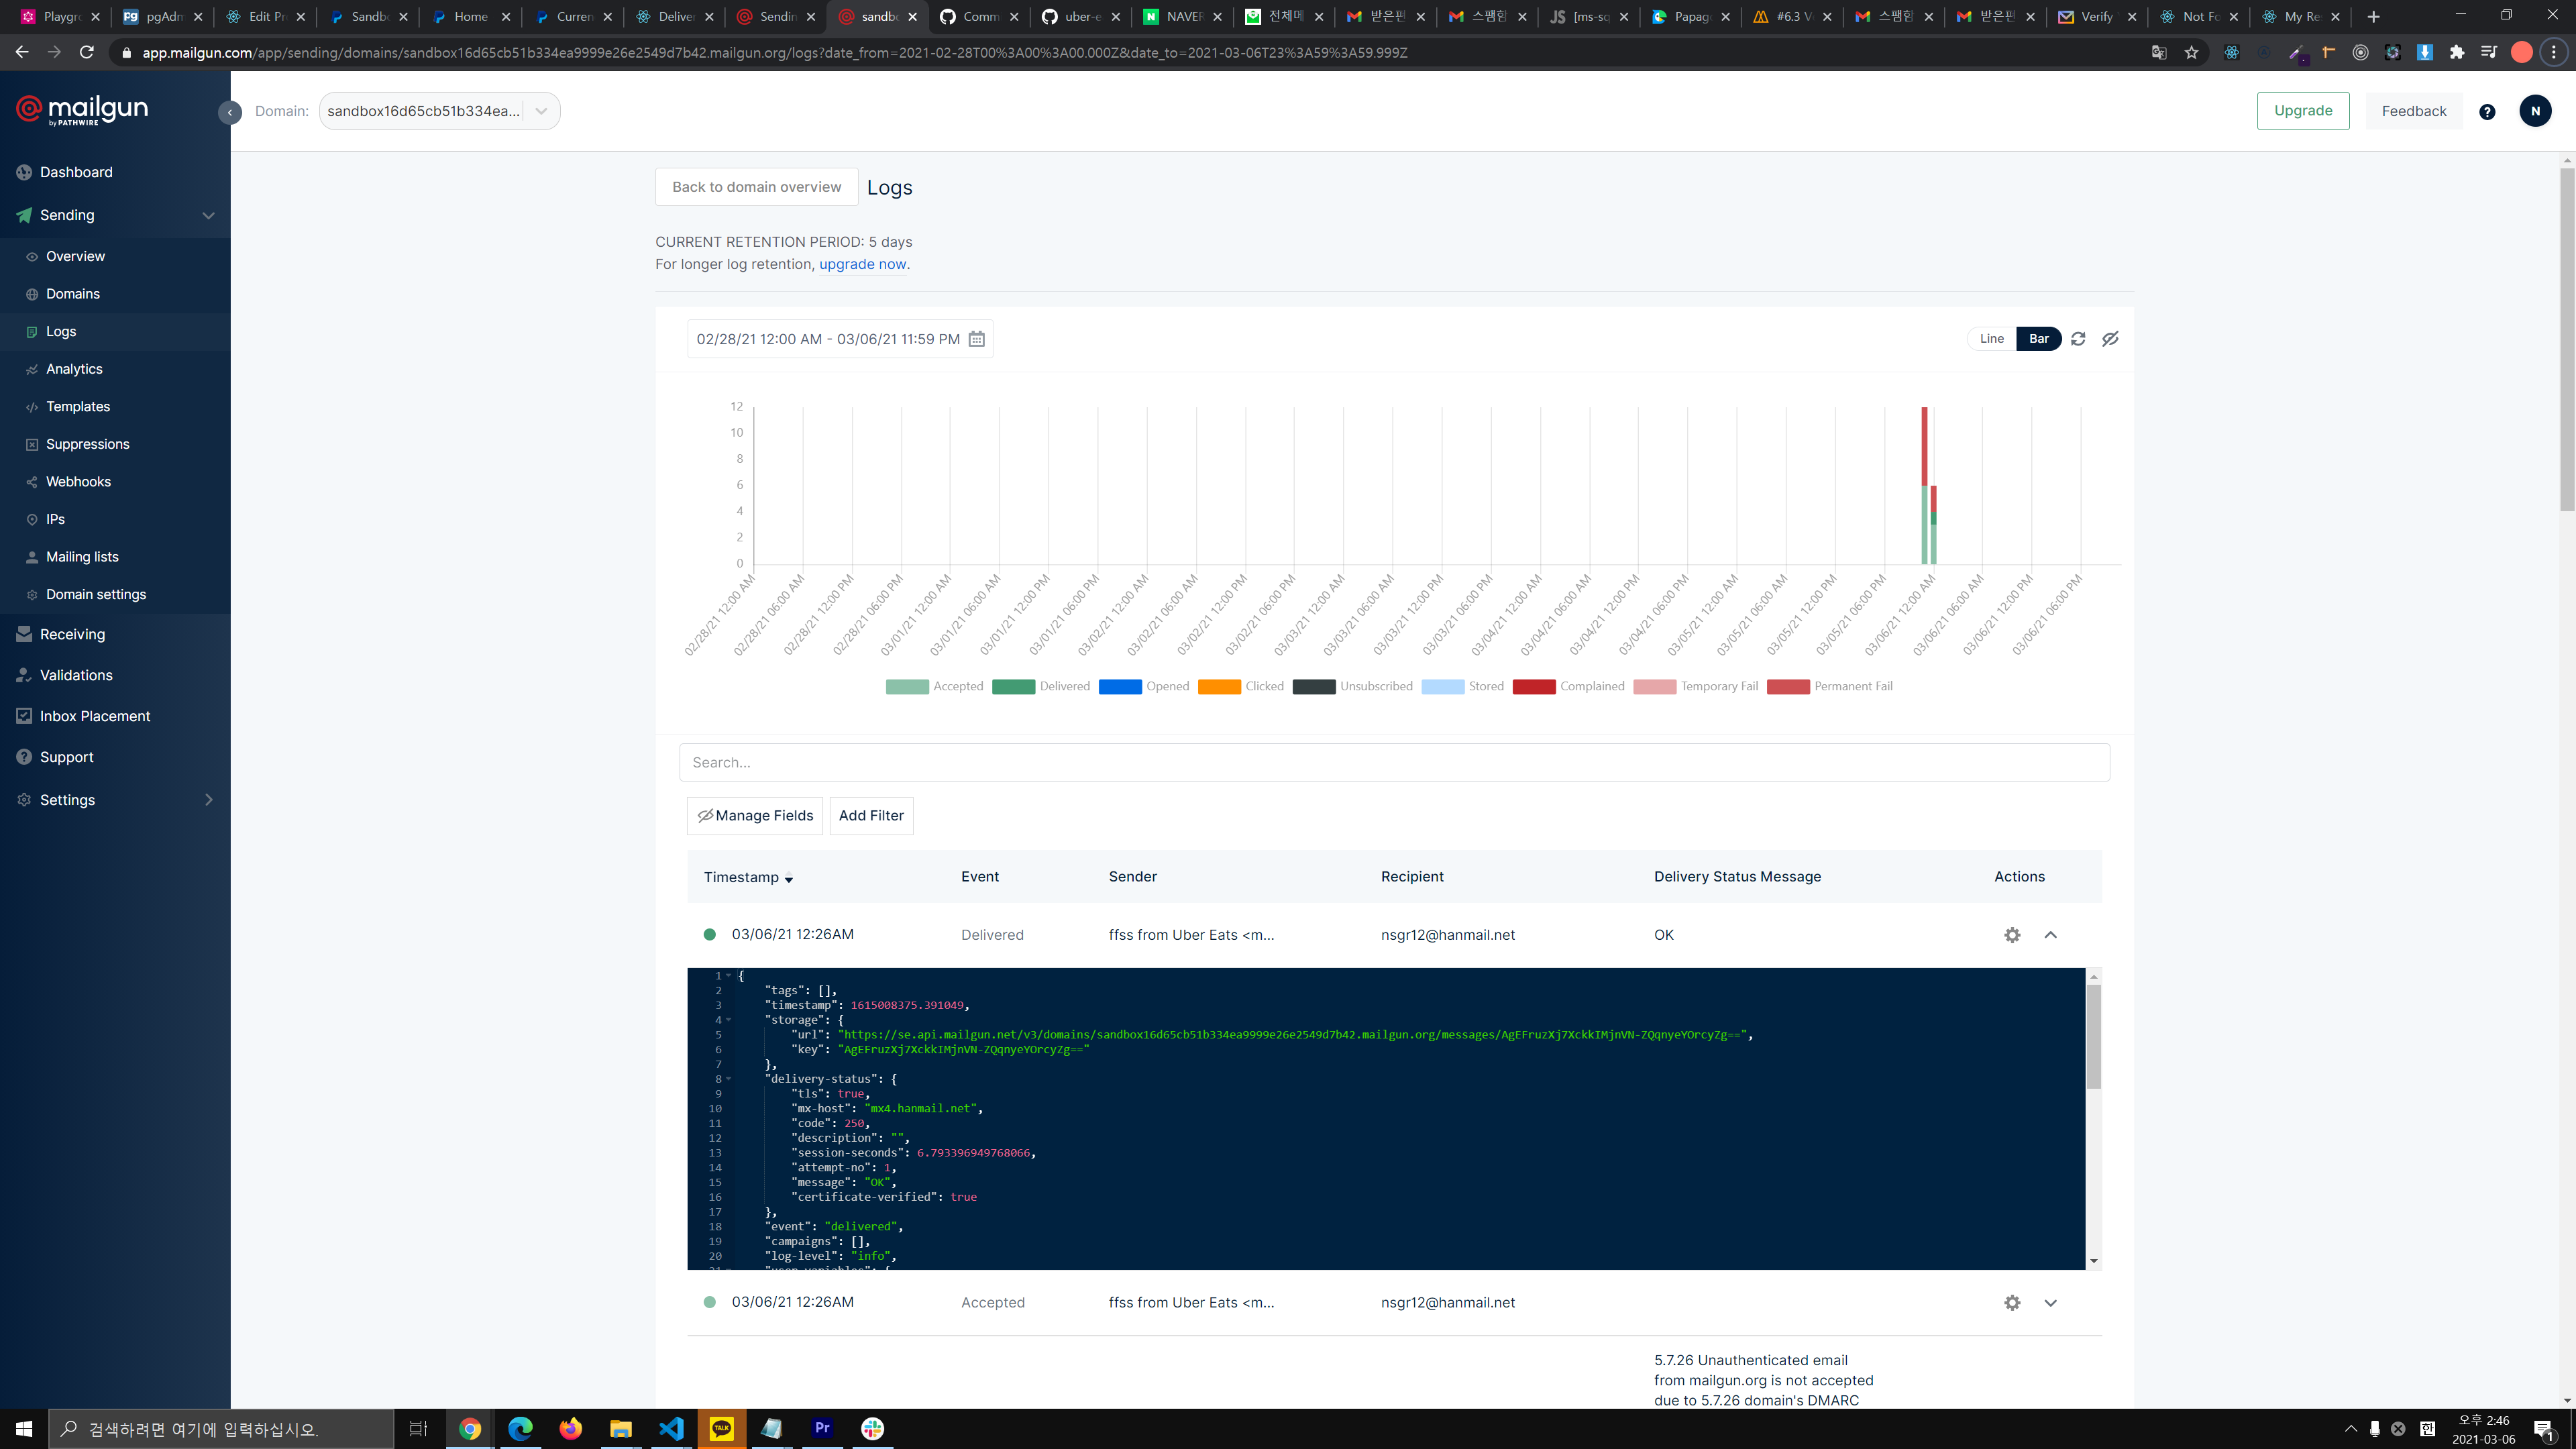 Playgro
pgAdm
Edit Pr
Sandbo
Home
Curren
Deliver
Sendin
sandbo
Comm
uber-e
NAVER
전체메
받은편
스팸함
[ms-sq
Papago
#6.3 Ve
스팸함
받은편
Verify
Not Fo
My Re
app.mailgun.com/app/sending/domains/sandbox16d65cb51b334ea9999e26e2549d7b42.mailgun.org/logs?date_from=2021-02-28T00%3A00%3A00.000Z&date_to=2021-03-06T23%3A59%3A59.999Z
mailgun
by PATHWIRE
Domain: sandbox16d65cb51b334ea...
Upgrade
Feedback
N
Dashboard
Sending
Overview
Domains
Logs
Analytics
Templates
Suppressions
Webhooks
IPs
Mailing lists
Domain settings
Receiving
Validations
Inbox Placement
Support
Settings
Back to domain overview
Logs
CURRENT RETENTION PERIOD: 5 days
For longer log retention, upgrade now.
02/28/21 12:00 AM - 03/06/21 11:59 PM
Line Bar
12
10
8
6
4
2
0
02/28/21 12:00 AM
02/28/21 06:00 AM
02/28/21 12:00 PM
02/28/21 06:00 PM
03/01/21 12:00 AM
03/01/21 06:00 AM
03/01/21 12:00 PM
03/01/21 06:00 PM
03/02/21 12:00 AM
03/02/21 06:00 AM
03/02/21 12:00 PM
03/02/21 06:00 PM
03/03/21 12:00 AM
03/03/21 06:00 AM
03/03/21 12:00 PM
03/03/21 06:00 PM
03/04/21 12:00 AM
03/04/21 06:00 AM
03/04/21 12:00 PM
03/04/21 06:00 PM
03/05/21 12:00 AM
03/05/21 06:00 AM
03/05/21 12:00 PM
03/05/21 06:00 PM
03/06/21 12:00 AM
03/06/21 06:00 AM
03/06/21 12:00 PM
03/06/21 06:00 PM
Accepted Delivered Opened Clicked Unsubscribed Stored Complained Temporary Fail Permanent Fail
Search...
Manage Fields
Add Filter
Timestamp Event Sender Recipient Delivery Status Message Actions
03/06/21 12:26AM Delivered ffss from Uber Eats <m... nsgr12@hanmail.net OK
1 {
2 "tags": [],
3 "timestamp": 1615008375.391049,
4 "storage": {
5 "url": "https://se.api.mailgun.net/v3/domains/sandbox16d65cb51b334ea9999e26e2549d7b42.mailgun.org/messages/AgEFruzXj7XckkIMjnVN-ZQqnyeYOrcyZg==",
6 "key": "AgEFruzXj7XckkIMjnVN-ZQqnyeYOrcyZg=="
7 },
8 "delivery-status": {
9 "tls": true,
10 "mx-host": "mx4.hanmail.net",
11 "code": 250,
12 "description": "",
13 "session-seconds": 6.793396949768066,
14 "attempt-no": 1,
15 "message": "OK",
16 "certificate-verified": true
17 },
18 "event": "delivered",
19 "campaigns": [],
20 "log-level": "info",
21 "user-variables": {
03/06/21 12:26AM Accepted ffss from Uber Eats <m... nsgr12@hanmail.net
5.7.26 Unauthenticated email
from mailgun.org is not accepted
due to 5.7.26 domain's DMARC
검색하려면 여기에 입력하십시오.
TALK
Pr
한
오후 2:46
2021-03-06
1